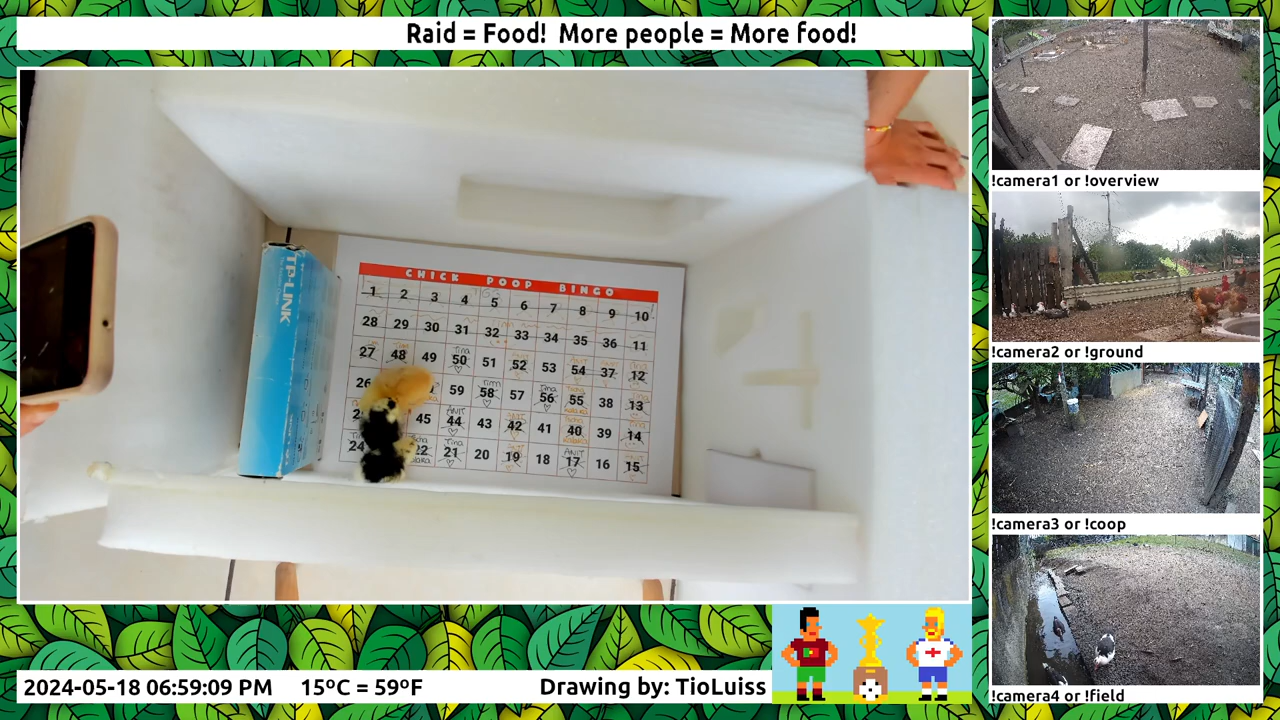 Raid = Food! More people = More food!
!camera1 or !overview
!camera2 or !ground
!camera3 or !coop
!camera4 or !field
TP-LINK
CHICK POOP BINGO
1 2 3 4 5 6 7 8 9 10
28 29 30 31 32 33 34 35 36 11
27 48 49 50 51 52 53 54 37 12
26 59 58 57 56 55 38 13
45 44 43 42 41 40 39 14
24 22 21 20 19 18 17 16 15
2024-05-18 06:59:09 PM 15ºC = 59ºF Drawing by: TioLuiss